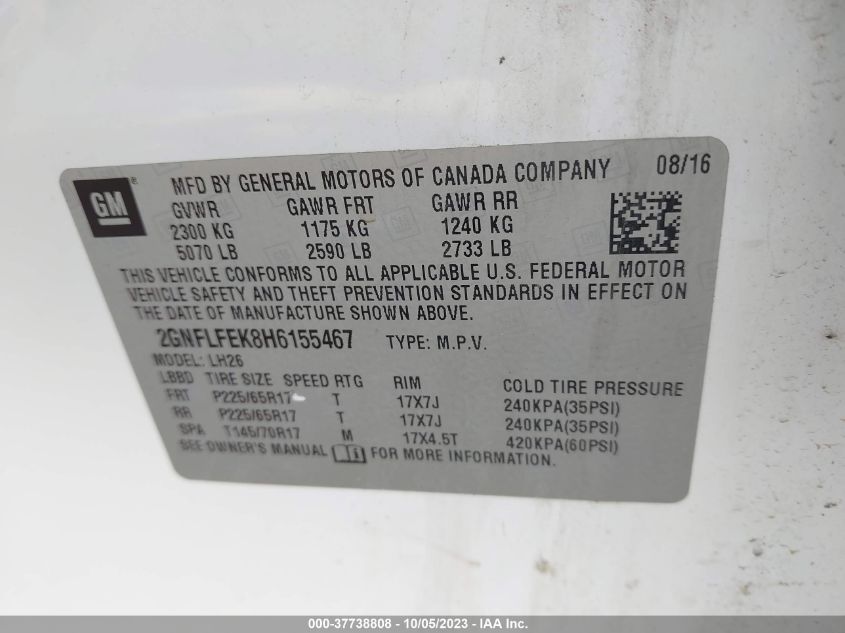 GM ®
MFD BY GENERAL MOTORS OF CANADA COMPANY 08/16
GVWR GAWR FRT GAWR RR
2300 KG 1175 KG 1240 KG
5070 LB 2590 LB 2733 LB
THIS VEHICLE CONFORMS TO ALL APPLICABLE U.S. FEDERAL MOTOR
VEHICLE SAFETY AND THEFT PREVENTION STANDARDS IN EFFECT ON
THE DATE OF MANUFACTURE SHOWN ABOVE.
2GNFLFEK8H6155467 TYPE: M.P.V.
MODEL: LH26
LBBD TIRE SIZE SPEED RTG RIM COLD TIRE PRESSURE
FRT P225/65R17 T 17X7J 240KPA(35PSI)
RR P225/65R17 T 17X7J 240KPA(35PSI)
SPA T145/70R17 M 17X4.5T 420KPA(60PSI)
SEE OWNER'S MANUAL FOR MORE INFORMATION.
000-37738808 - 10/05/2023 - IAA Inc.